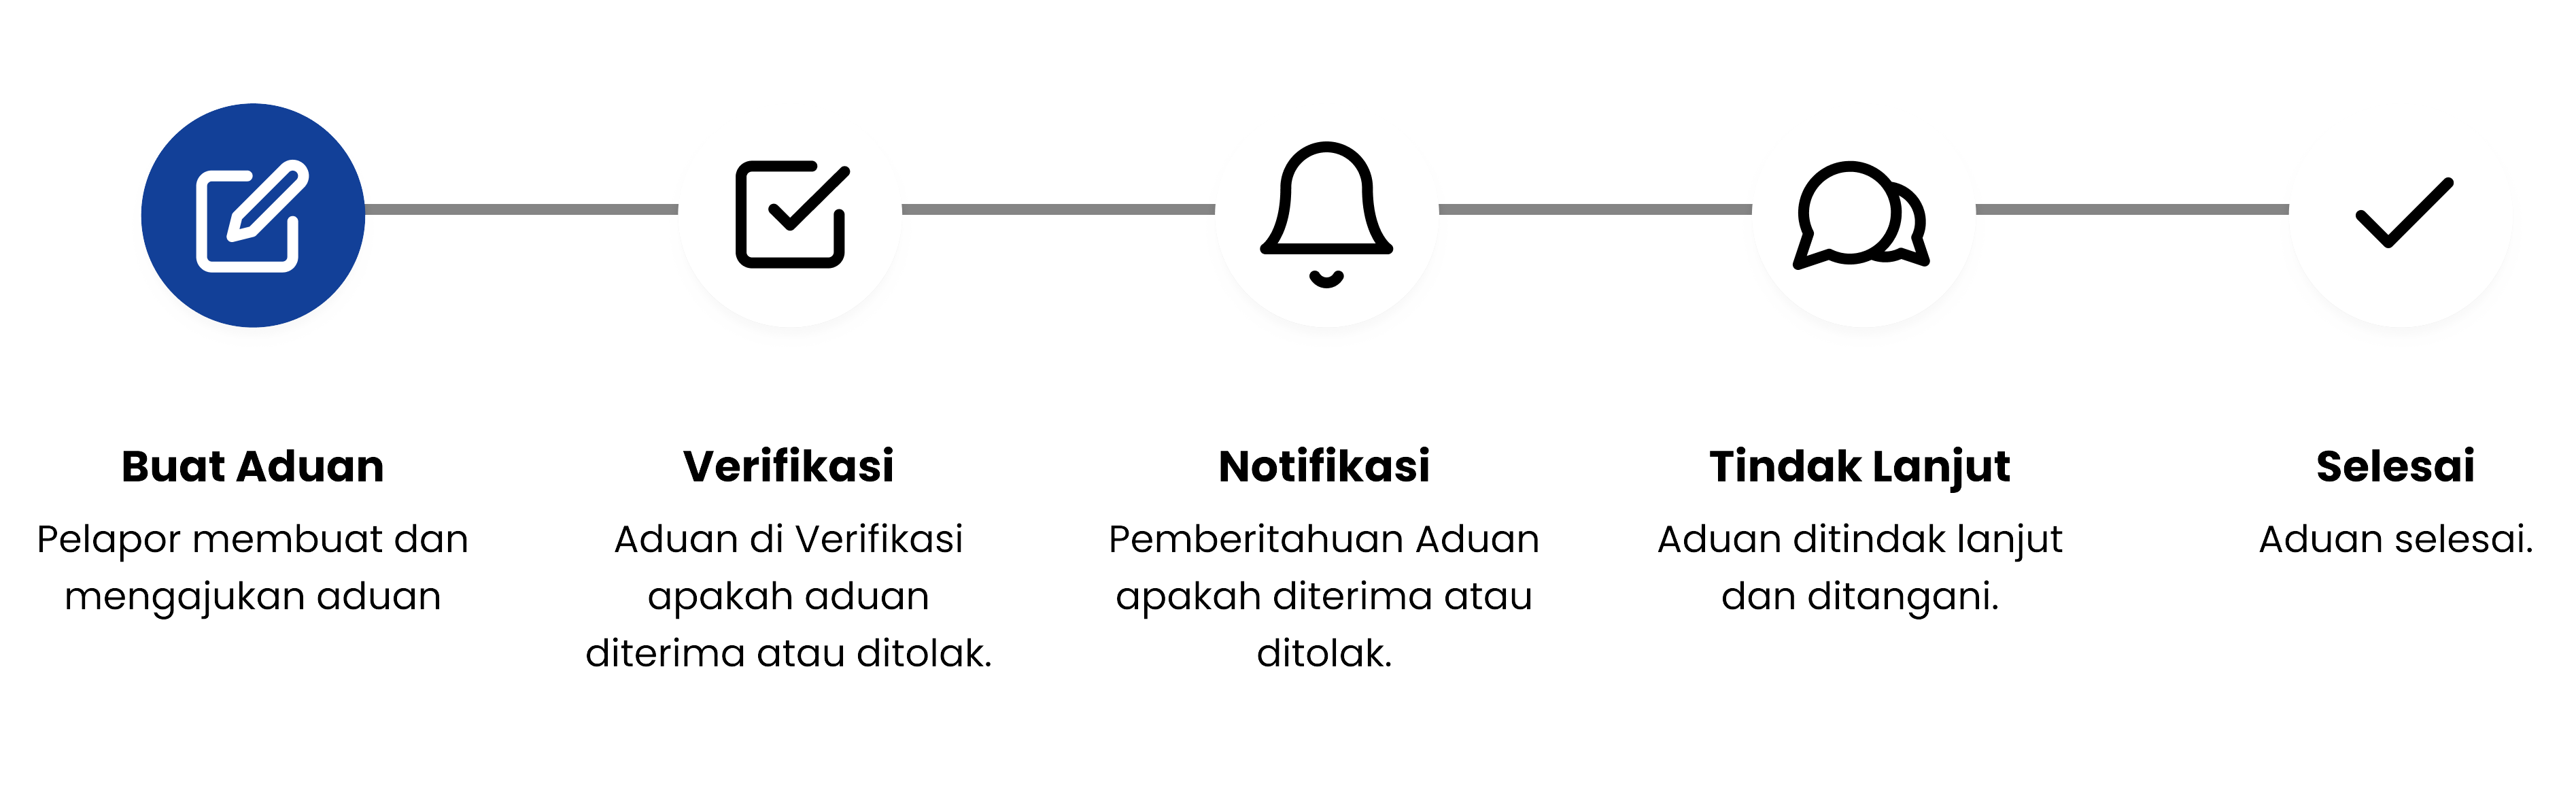 Buat Aduan
Pelapor membuat dan
mengajukan aduan
Verifikasi
Aduan di Verifikasi
apakah aduan
diterima atau ditolak.
Notifikasi
Pemberitahuan Aduan
apakah diterima atau
ditolak.
Tindak Lanjut
Aduan ditindak lanjut
dan ditangani.
Selesai
Aduan selesai.